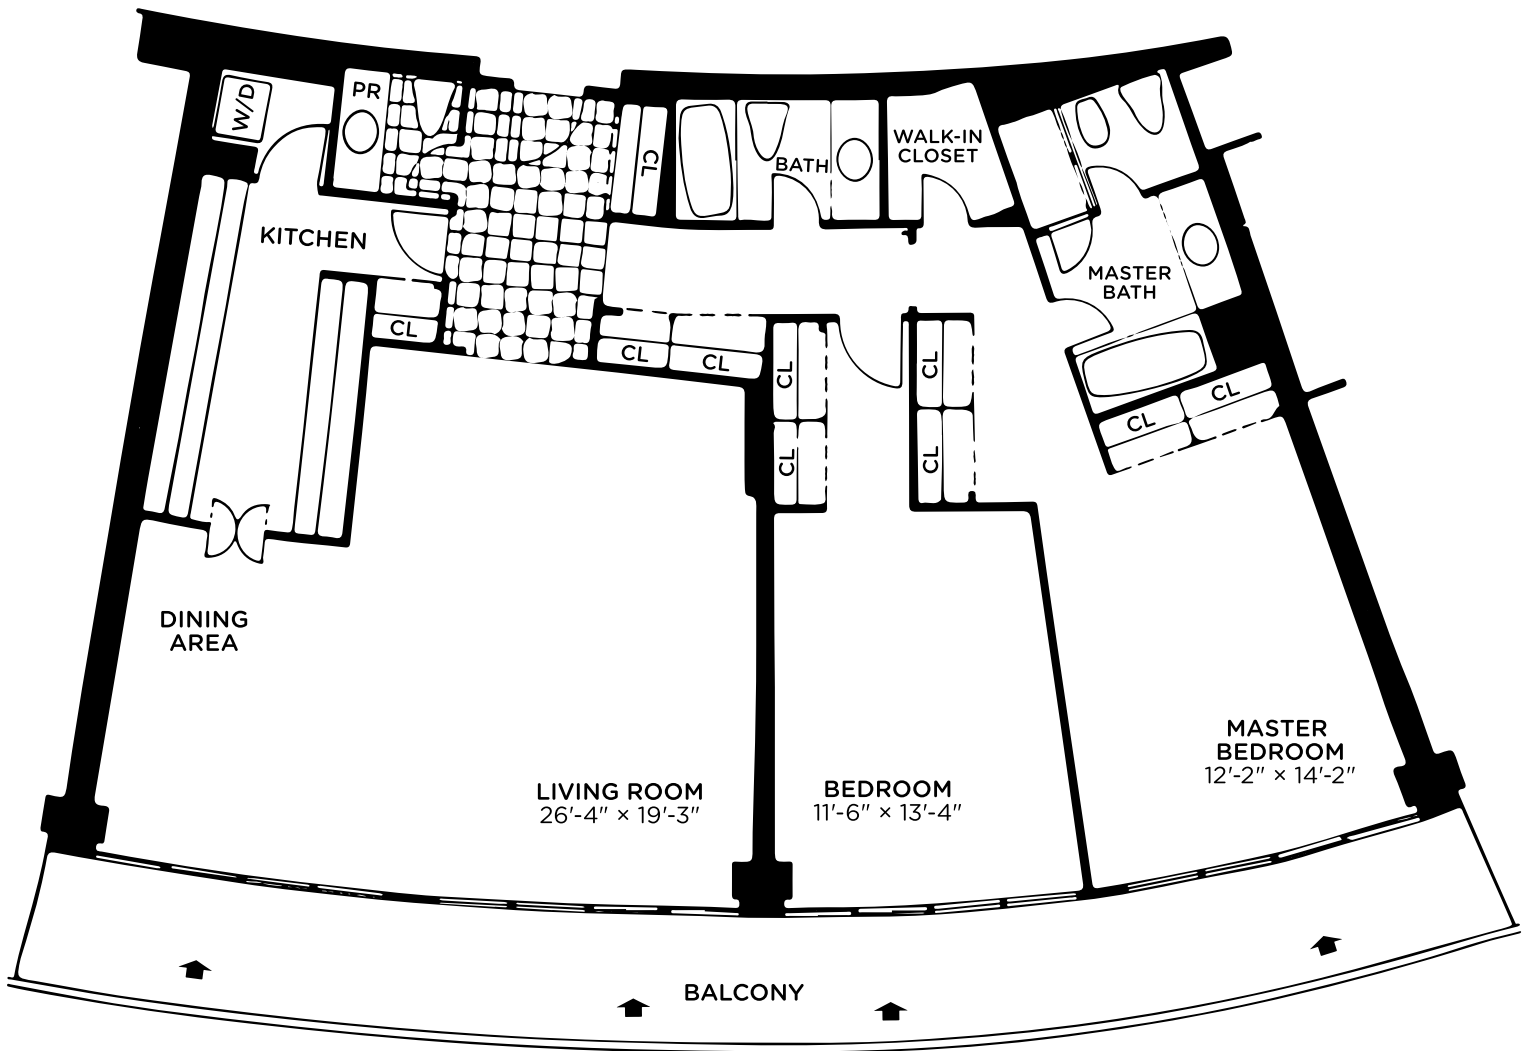 W/D
PR
CL
BATH
WALK-IN
CLOSET
KITCHEN
MASTER
BATH
CL
CL
CL
CL
CL
CL
CL
CL
CL
DINING
AREA
LIVING ROOM
26'-4" × 19'-3"
BEDROOM
11'-6" × 13'-4"
MASTER
BEDROOM
12'-2" × 14'-2"
BALCONY